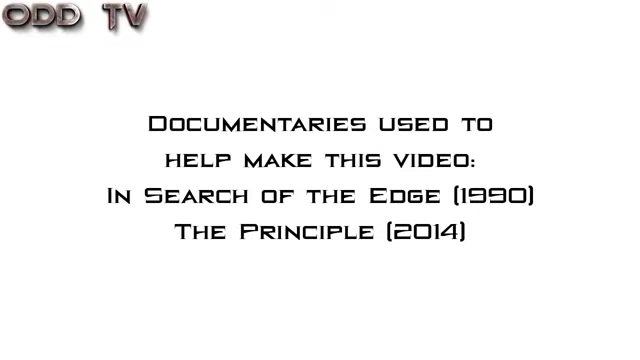 ODD TV
Documentaries used to
help make this video:
In Search of the Edge (1990)
The Principle (2014)